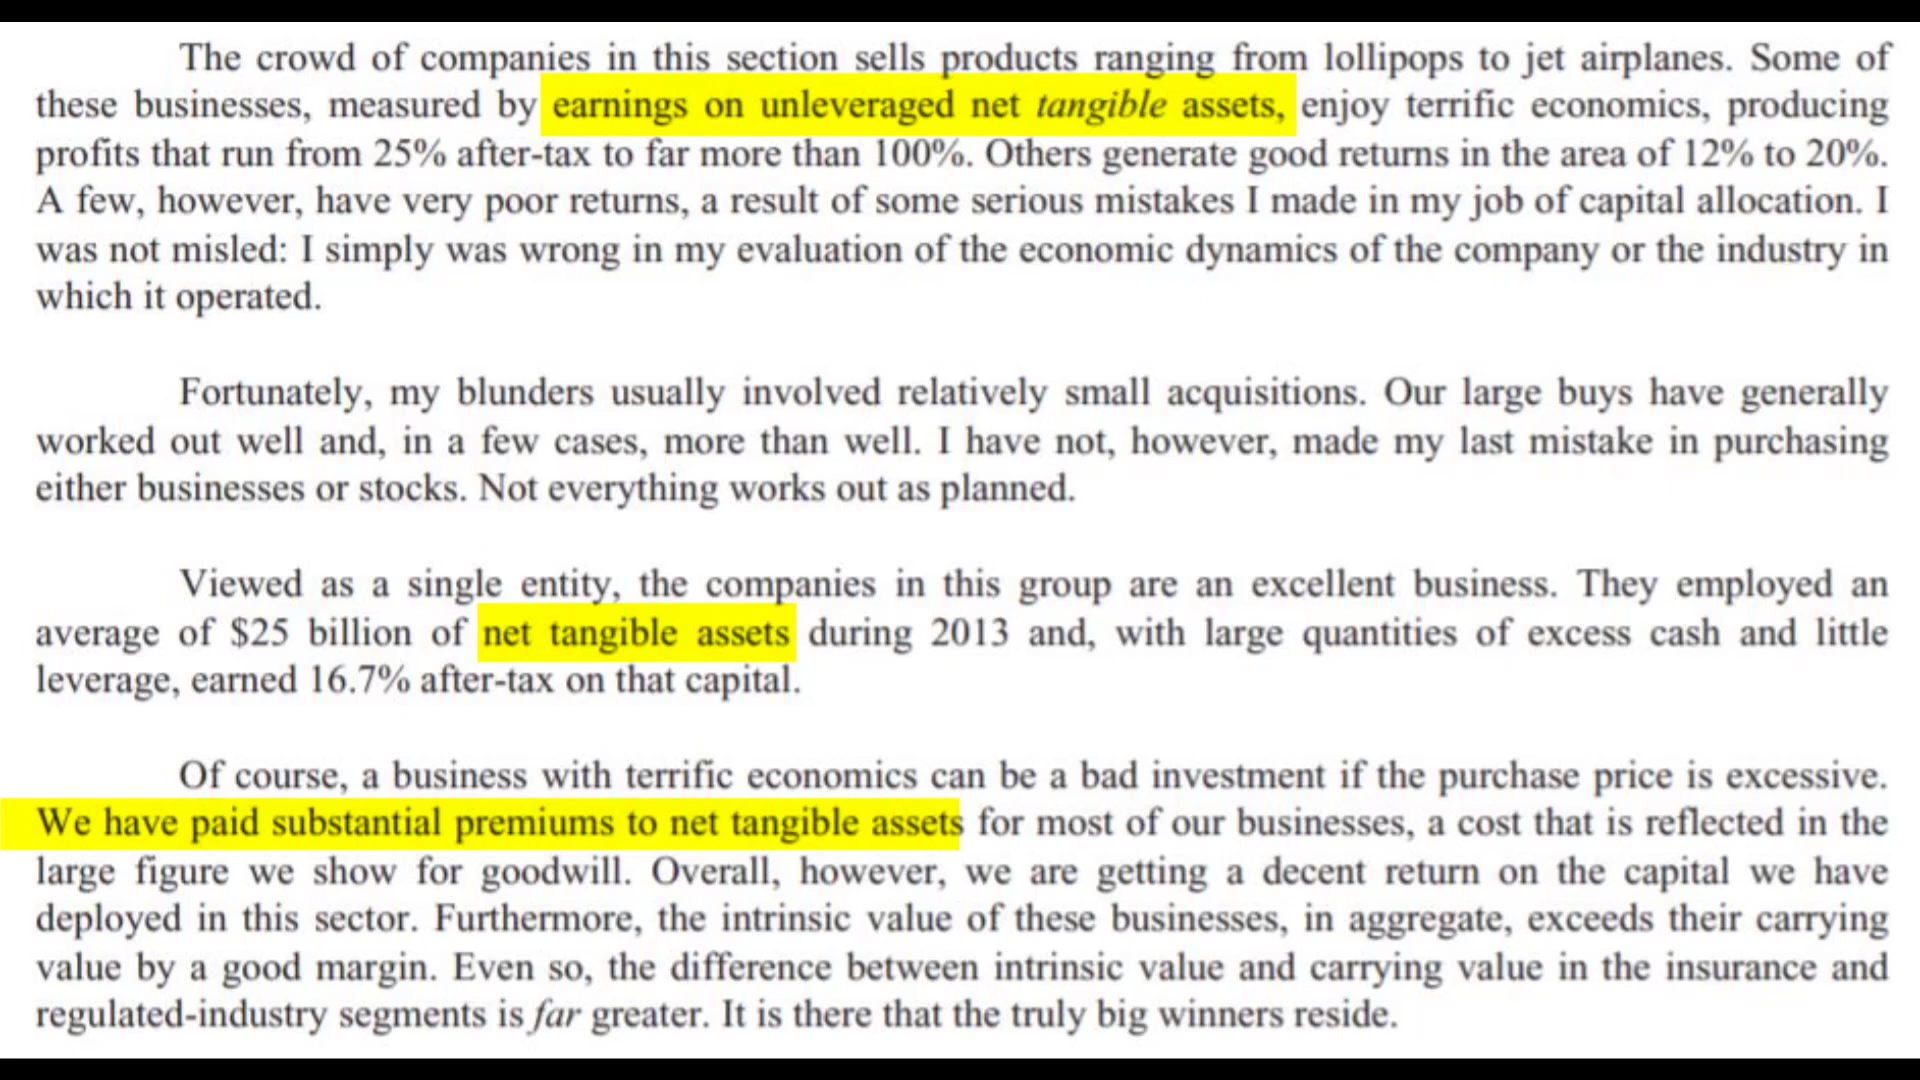 The crowd of companies in this section sells products ranging from lollipops to jet airplanes. Some of
these businesses, measured by earnings on unleveraged net tangible assets, enjoy terrific economics, producing
profits that run from 25% after-tax to far more than 100%. Others generate good returns in the area of 12% to 20%.
A few, however, have very poor returns, a result of some serious mistakes I made in my job of capital allocation. I
was not misled: I simply was wrong in my evaluation of the economic dynamics of the company or the industry in
which it operated.
Fortunately, my blunders usually involved relatively small acquisitions. Our large buys have generally
worked out well and, in a few cases, more than well. I have not, however, made my last mistake in purchasing
either businesses or stocks. Not everything works out as planned.
Viewed as a single entity, the companies in this group are an excellent business. They employed an
average of $25 billion of net tangible assets during 2013 and, with large quantities of excess cash and little
leverage, earned 16.7% after-tax on that capital.
Of course, a business with terrific economics can be a bad investment if the purchase price is excessive.
We have paid substantial premiums to net tangible assets for most of our businesses, a cost that is reflected in the
large figure we show for goodwill. Overall, however, we are getting a decent return on the capital we have
deployed in this sector. Furthermore, the intrinsic value of these businesses, in aggregate, exceeds their carrying
value by a good margin. Even so, the difference between intrinsic value and carrying value in the insurance and
regulated-industry segments is far greater. It is there that the truly big winners reside.